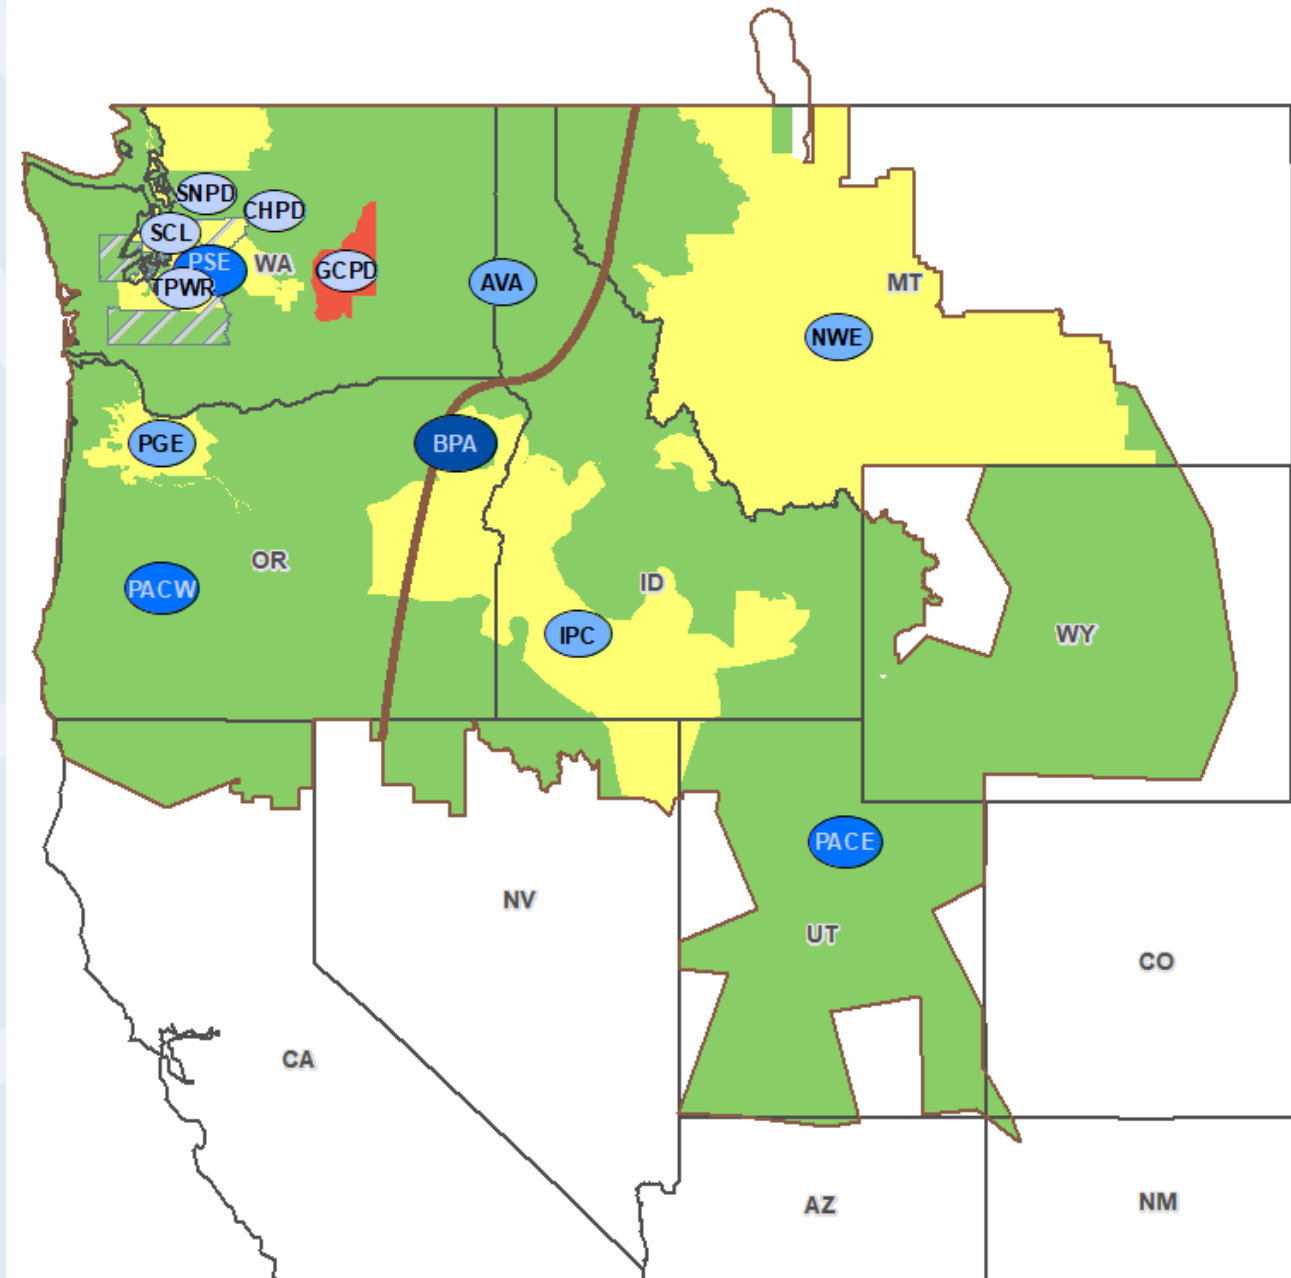 SNPD
CHPD
SCL
PSE
WA
GCPD
TPWR
AVA
MT
NWE
PGE
BPA
OR
ID
PACW
IPC
WY
PACE
NV
UT
CO
CA
AZ
NM